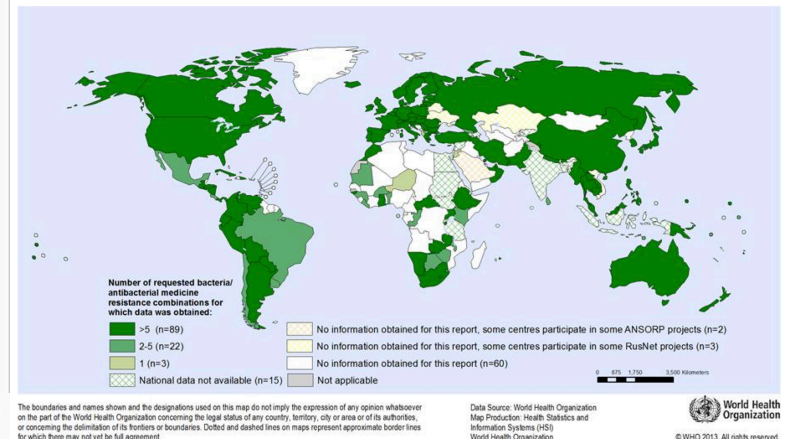 Number of requested bacteria/
antibacterial medicine
resistance combinations for
which data was obtained:
>5 (n=89)
2-5 (n=22)
1 (n=3)
National data not available (n=15)
No information obtained for this report, some centres participate in some ANSORP projects (n=2)
No information obtained for this report, some centres participate in some RusNet projects (n=3)
No information obtained for this report (n=60)
Not applicable
0 875 1,750 3,500 Kilometers
The boundaries and names shown and the designations used on this map do not imply the expression of any opinion whatsoever
on the part of the World Health Organization concerning the legal status of any country, territory, city or area or of its authorities,
or concerning the delimitation of its frontiers or boundaries. Dotted and dashed lines on maps represent approximate border lines
for which there may not yet be full agreement.
Data Source: World Health Organization
Map Production: Health Statistics and
Information Systems (HSI)
World Health Organization
World Health
Organization
© WHO 2013. All rights reserved.